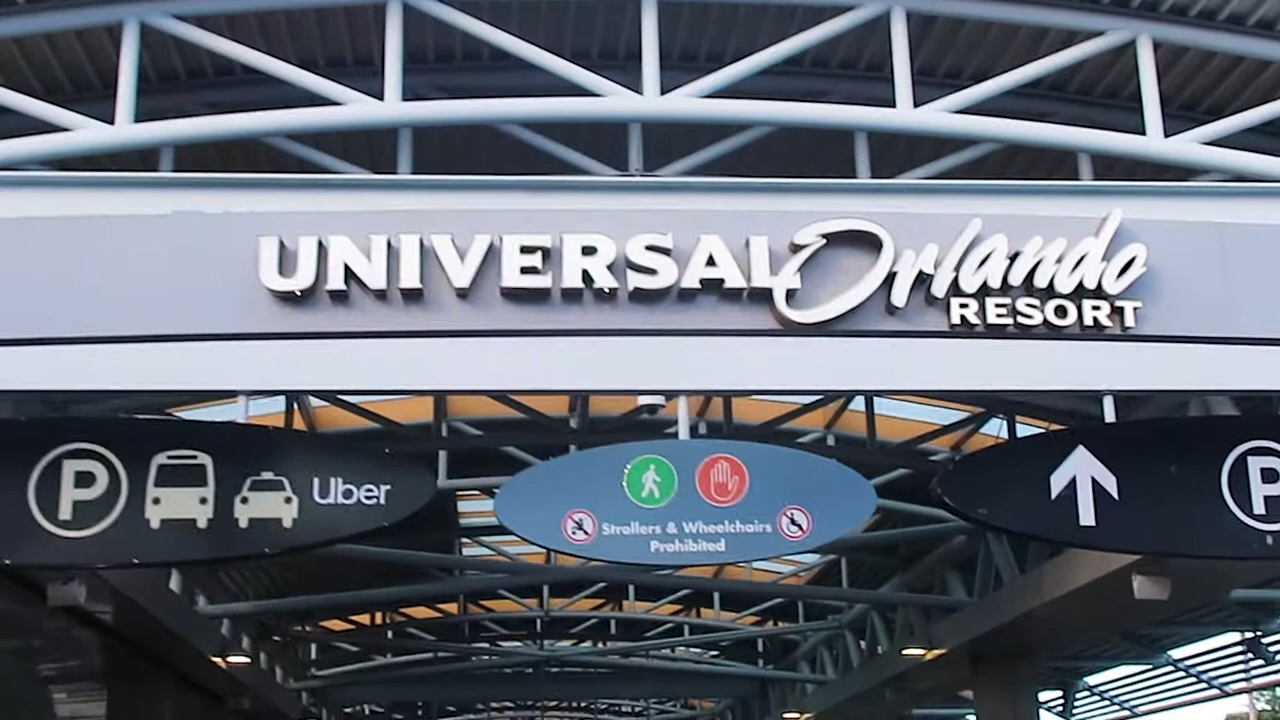 UNIVERSAL Orlando
RESORT
P Uber
Strollers & Wheelchairs
Prohibited
P